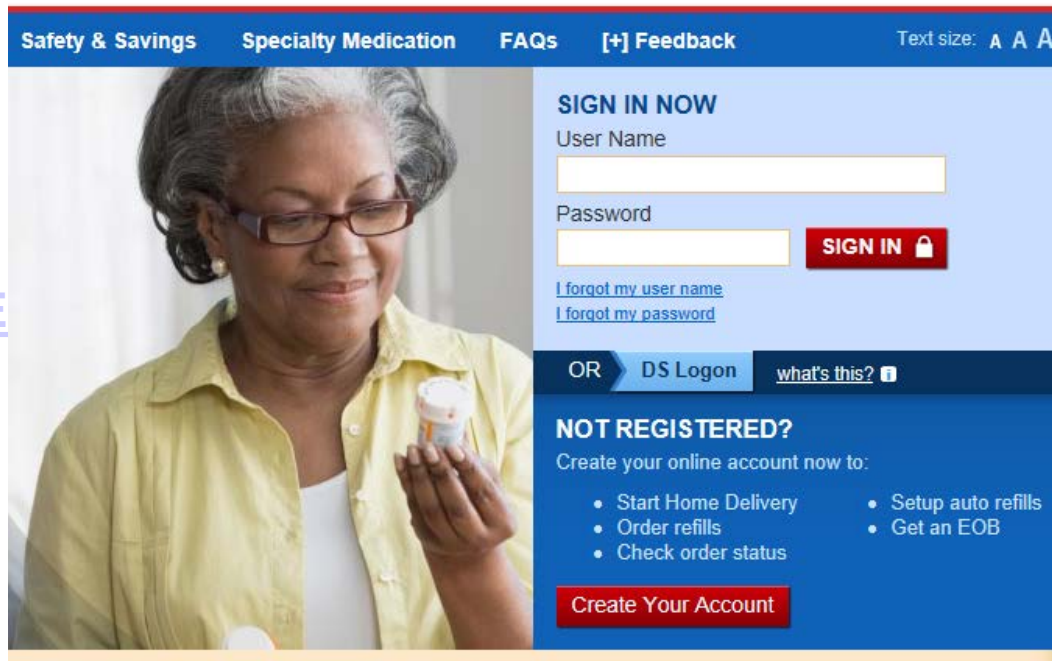 Safety & Savings Specialty Medication FAQs [+] Feedback Text size: A A A
SIGN IN NOW
User Name
Password
SIGN IN
I forgot my user name
I forgot my password
OR DS Logon what's this? i
NOT REGISTERED?
Create your online account now to:
• Start Home Delivery
• Order refills
• Check order status
• Setup auto refills
• Get an EOB
Create Your Account
E